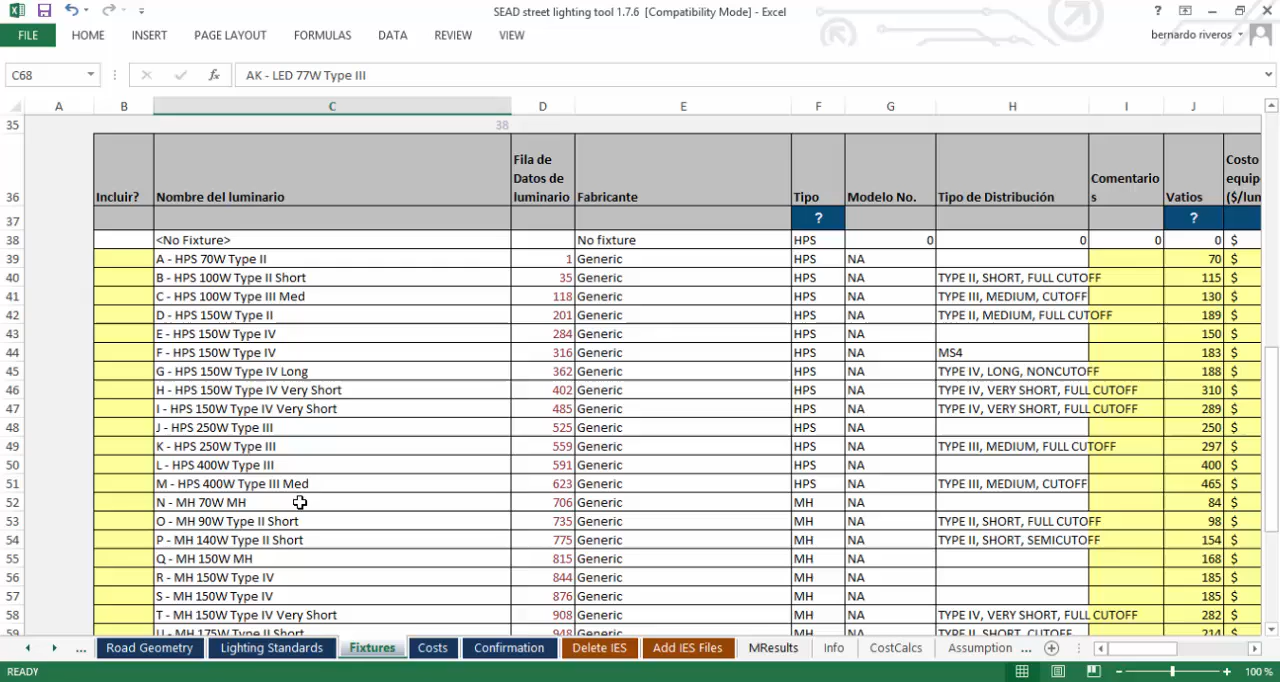 SEAD street lighting tool 1.7.6 [Compatibility Mode] - Excel
FILE HOME INSERT PAGE LAYOUT FORMULAS DATA REVIEW VIEW bernardo riveros
C68 fx AK - LED 77W Type III
A B C D E F G H I J
35 38
36 Incluir? Nombre del luminario Fila de Datos de luminario Fabricante Tipo Modelo No. Tipo de Distribución Comentarios Vatios Costo equip ($/lun
37 ? ?
38 <No Fixture> No fixture HPS 0 0 0 0 $
39 A - HPS 70W Type II 1 Generic HPS NA 70 $
40 B - HPS 100W Type II Short 35 Generic HPS NA TYPE II, SHORT, FULL CUTOFF 115 $
41 C - HPS 100W Type III Med 118 Generic HPS NA TYPE III, MEDIUM, CUTOFF 130 $
42 D - HPS 150W Type II 201 Generic HPS NA TYPE II, MEDIUM, FULL CUTOFF 189 $
43 E - HPS 150W Type IV 284 Generic HPS NA 150 $
44 F - HPS 150W Type IV 316 Generic HPS NA MS4 183 $
45 G - HPS 150W Type IV Long 362 Generic HPS NA TYPE IV, LONG, NONCUTOFF 188 $
46 H - HPS 150W Type IV Very Short 402 Generic HPS NA TYPE IV, VERY SHORT, FULL CUTOFF 310 $
47 I - HPS 150W Type IV Very Short 485 Generic HPS NA TYPE IV, VERY SHORT, FULL CUTOFF 289 $
48 J - HPS 250W Type III 525 Generic HPS NA 250 $
49 K - HPS 250W Type III 559 Generic HPS NA TYPE III, MEDIUM, FULL CUTOFF 297 $
50 L - HPS 400W Type III 591 Generic HPS NA 400 $
51 M - HPS 400W Type III Med 623 Generic HPS NA TYPE III, MEDIUM, CUTOFF 465 $
52 N - MH 70W MH 706 Generic MH NA 84 $
53 O - MH 90W Type II Short 735 Generic MH NA TYPE II, SHORT, FULL CUTOFF 98 $
54 P - MH 140W Type II Short 775 Generic MH NA TYPE II, SHORT, SEMICUTOFF 154 $
55 Q - MH 150W MH 815 Generic MH NA 168 $
56 R - MH 150W Type IV 844 Generic MH NA 185 $
57 S - MH 150W Type IV 876 Generic MH NA 185 $
58 T - MH 150W Type IV Very Short 908 Generic MH NA TYPE IV, VERY SHORT, FULL CUTOFF 282 $
59 U - MH 175W Type II Short 948 Generic MH NA TYPE II, SHORT, CUTOFF 214 $
... Road Geometry Lighting Standards Fixtures Costs Confirmation Delete IES Add IES Files MResults Info CostCalcs Assumption ...
READY 100 %